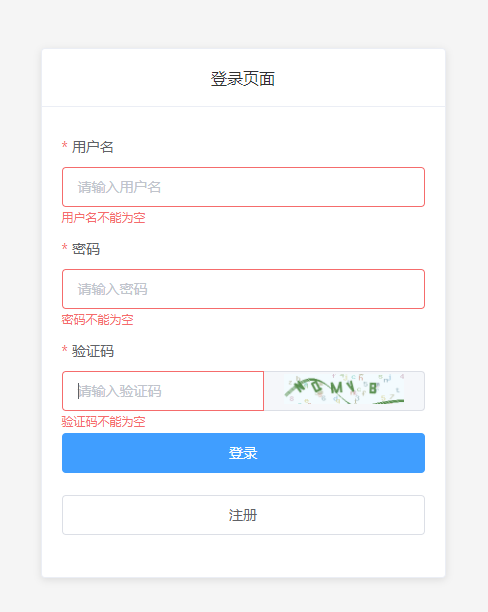 登录页面
* 用户名
请输入用户名
用户名不能为空
* 密码
请输入密码
密码不能为空
* 验证码
请输入验证码
验证码不能为空
登录
注册